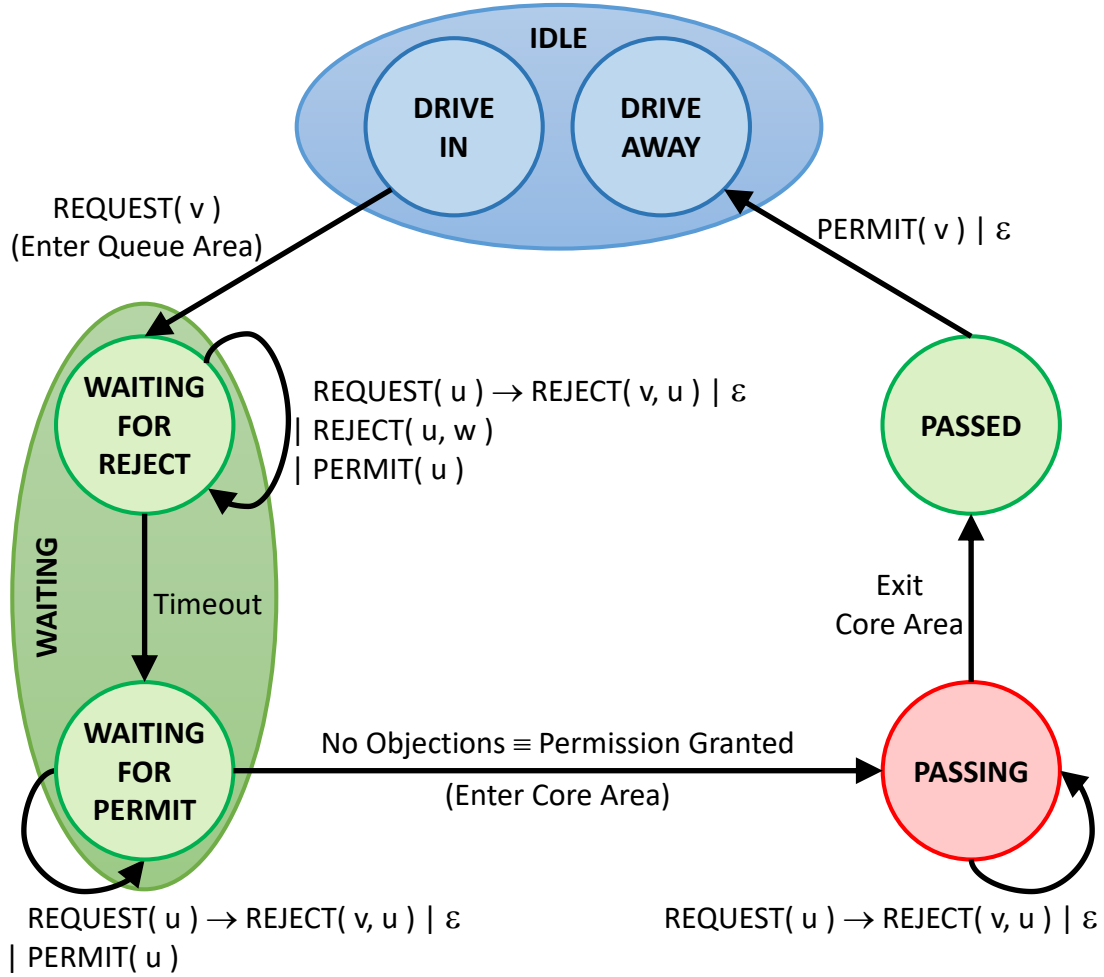 IDLE
DRIVE
IN
DRIVE
AWAY
REQUEST( v )
(Enter Queue Area)
PERMIT( v ) | ε
WAITING
FOR
REJECT
REQUEST( u ) → REJECT( v, u ) | ε
| REJECT( u, w )
| PERMIT( u )
PASSED
WAITING
Timeout
Exit
Core Area
WAITING
FOR
PERMIT
No Objections ≡ Permission Granted
(Enter Core Area)
PASSING
REQUEST( u ) → REJECT( v, u ) | ε
| PERMIT( u )
REQUEST( u ) → REJECT( v, u ) | ε